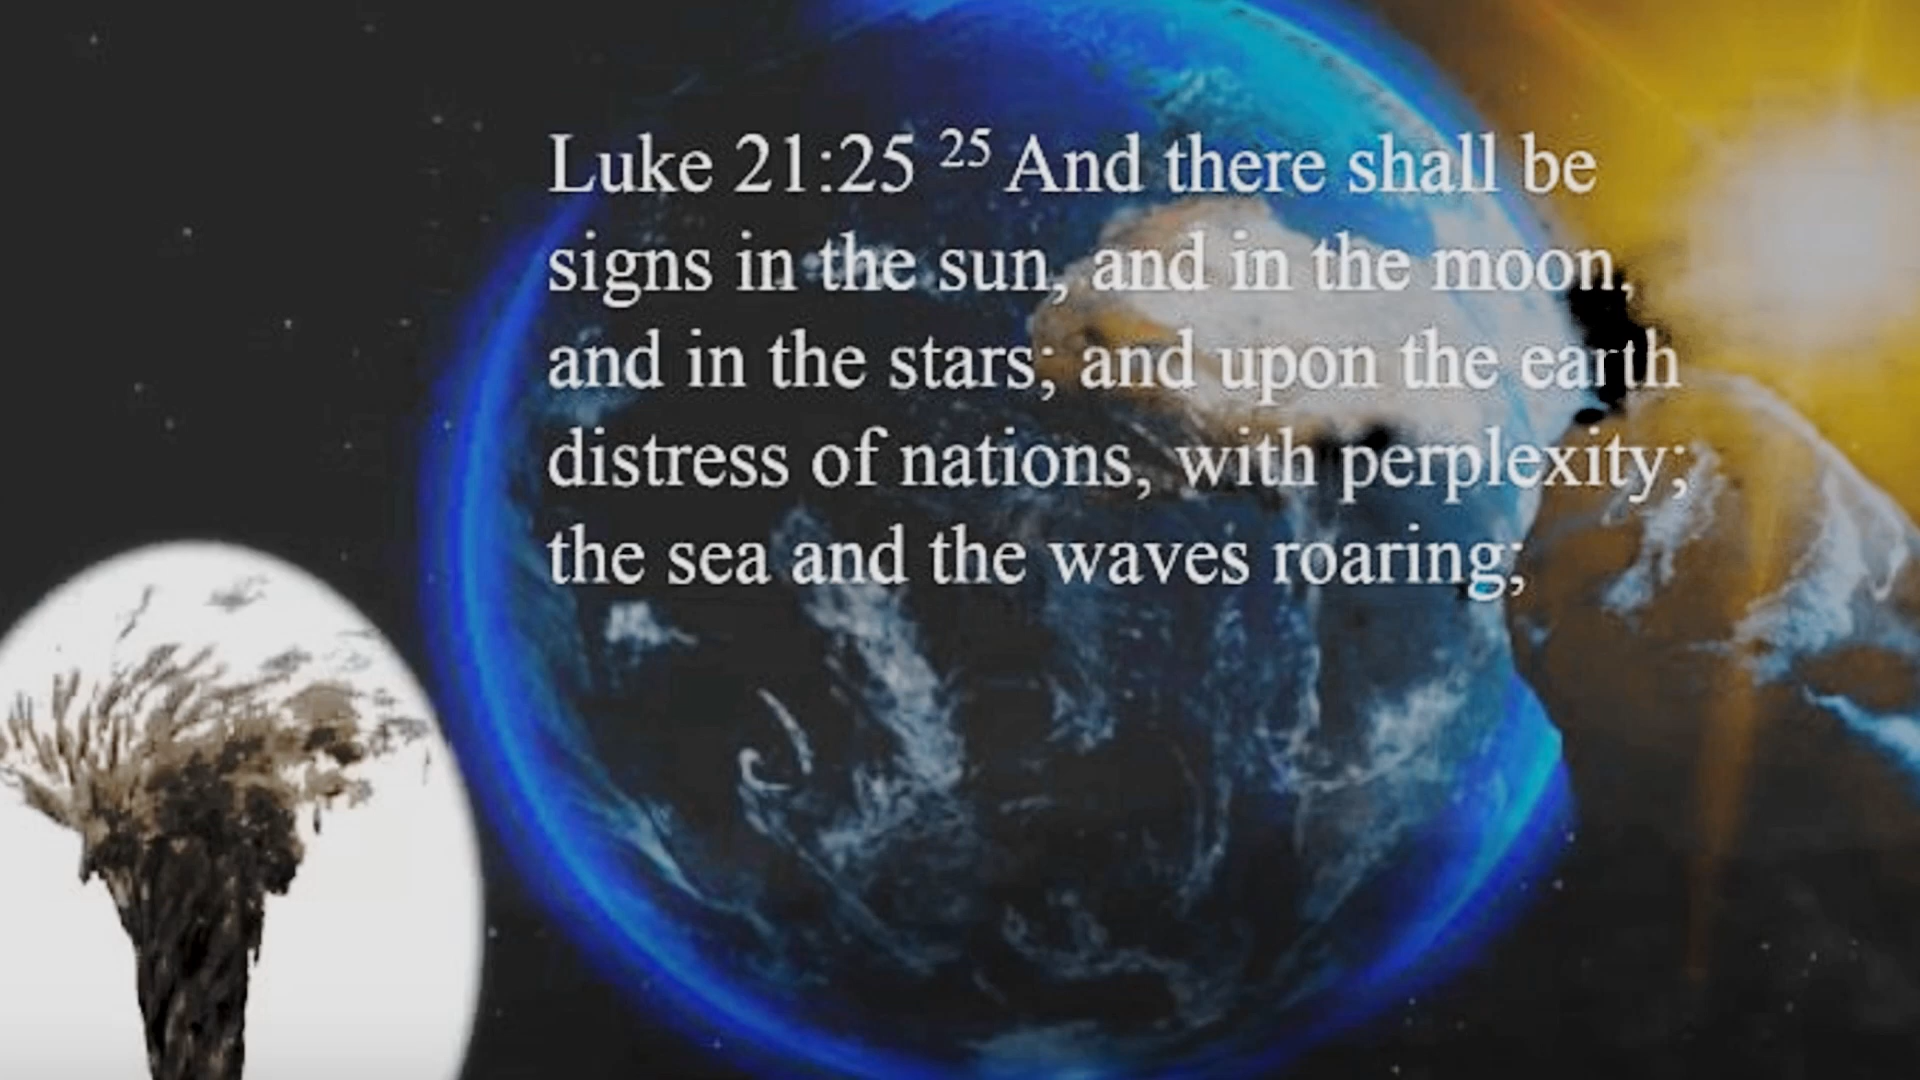 Luke 21:25 25 And there shall be
signs in the sun, and in the moon,
and in the stars; and upon the earth
distress of nations, with perplexity;
the sea and the waves roaring;